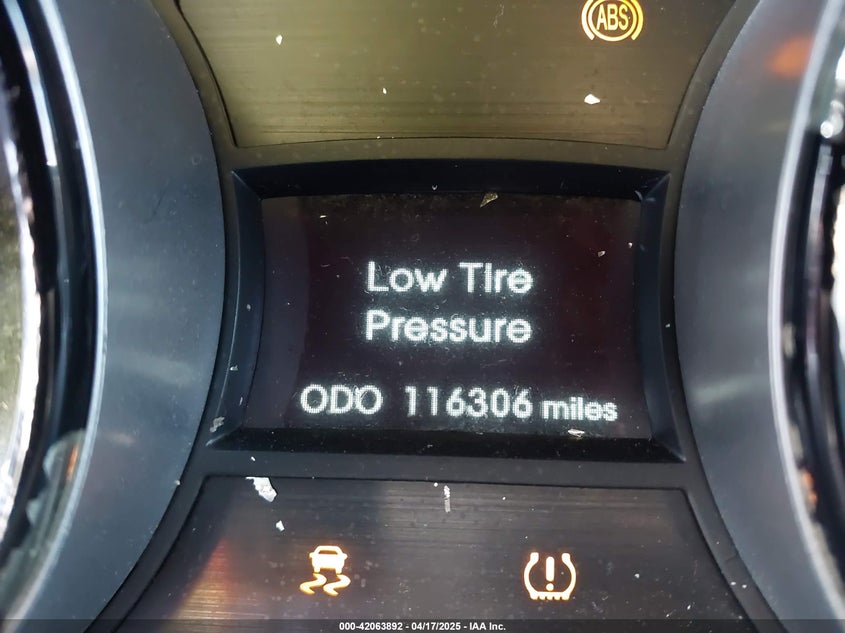 ABS
Low Tire
Pressure
ODO 116306 miles
000-42063892 / 04/17/2025 / IAA Inc.